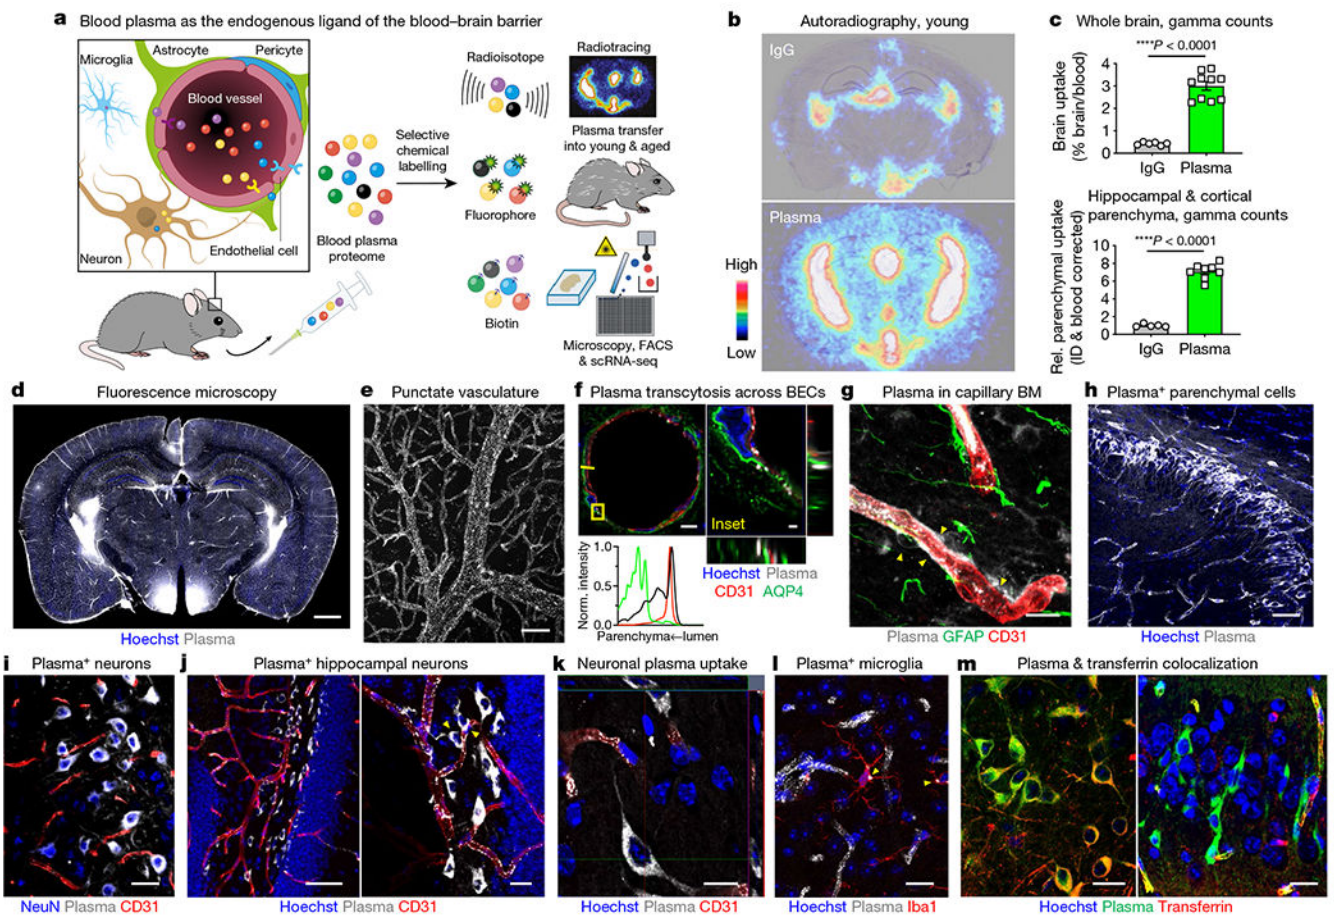 a Blood plasma as the endogenous ligand of the blood–brain barrier
Microglia
Astrocyte
Pericyte
Blood vessel
Neuron
Endothelial cell
Blood plasma
proteome
Selective
chemical
labelling
Radioisotope
Fluorophore
Biotin
Radiotracing
Plasma transfer
into young & aged
Microscopy, FACS
& scRNA-seq
b Autoradiography, young
IgG
Plasma
High
Low
c Whole brain, gamma counts
****P < 0.0001
Brain uptake
(% brain/blood)
4
3
2
1
0
IgG
Plasma
Hippocampal & cortical
parenchyma, gamma counts
****P < 0.0001
Rel. parenchymal uptake
(ID & blood corrected)
10
8
6
4
2
0
IgG
Plasma
d Fluorescence microscopy
Hoechst Plasma
e Punctate vasculature
f Plasma transcytosis across BECs
Inset
Norm. intensity
1.0
0.5
0.0
Parenchyma←lumen
Hoechst Plasma
CD31 AQP4
g Plasma in capillary BM
Plasma GFAP CD31
h Plasma⁺ parenchymal cells
Hoechst Plasma
i Plasma⁺ neurons
NeuN Plasma CD31
j Plasma⁺ hippocampal neurons
Hoechst Plasma CD31
k Neuronal plasma uptake
Hoechst Plasma CD31
l Plasma⁺ microglia
Hoechst Plasma Iba1
m Plasma & transferrin colocalization
Hoechst Plasma Transferrin